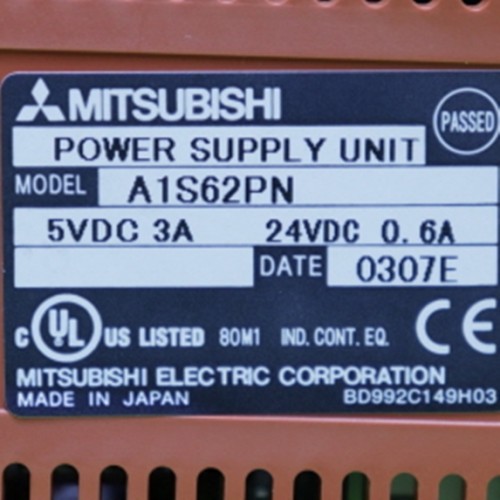 MITSUBISHI
PASSED
POWER SUPPLY UNIT
MODEL A1S62PN
5VDC 3A 24VDC 0.6A
DATE 0307E
C UL US LISTED 80M1 IND. CONT. EQ. CE
MITSUBISHI ELECTRIC CORPORATION
MADE IN JAPAN BD992C149H03